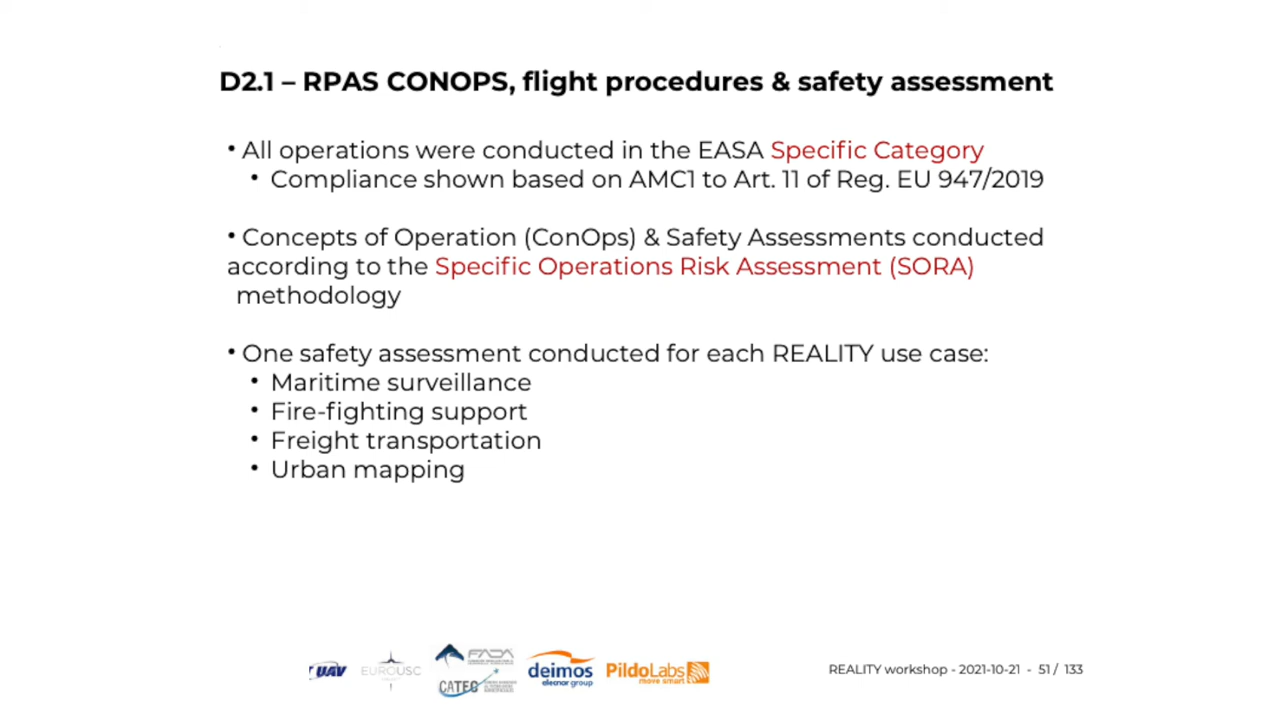 D2.1 – RPAS CONOPS, flight procedures & safety assessment
• All operations were conducted in the EASA Specific Category
• Compliance shown based on AMC1 to Art. 11 of Reg. EU 947/2019
• Concepts of Operation (ConOps) & Safety Assessments conducted
according to the Specific Operations Risk Assessment (SORA)
methodology
• One safety assessment conducted for each REALITY use case:
• Maritime surveillance
• Fire-fighting support
• Freight transportation
• Urban mapping
UAV
EUROUSC
FADA
CATEC
deimos
elecnor group
PildoLabs
move smart
REALITY workshop - 2021-10-21 - 51 / 133